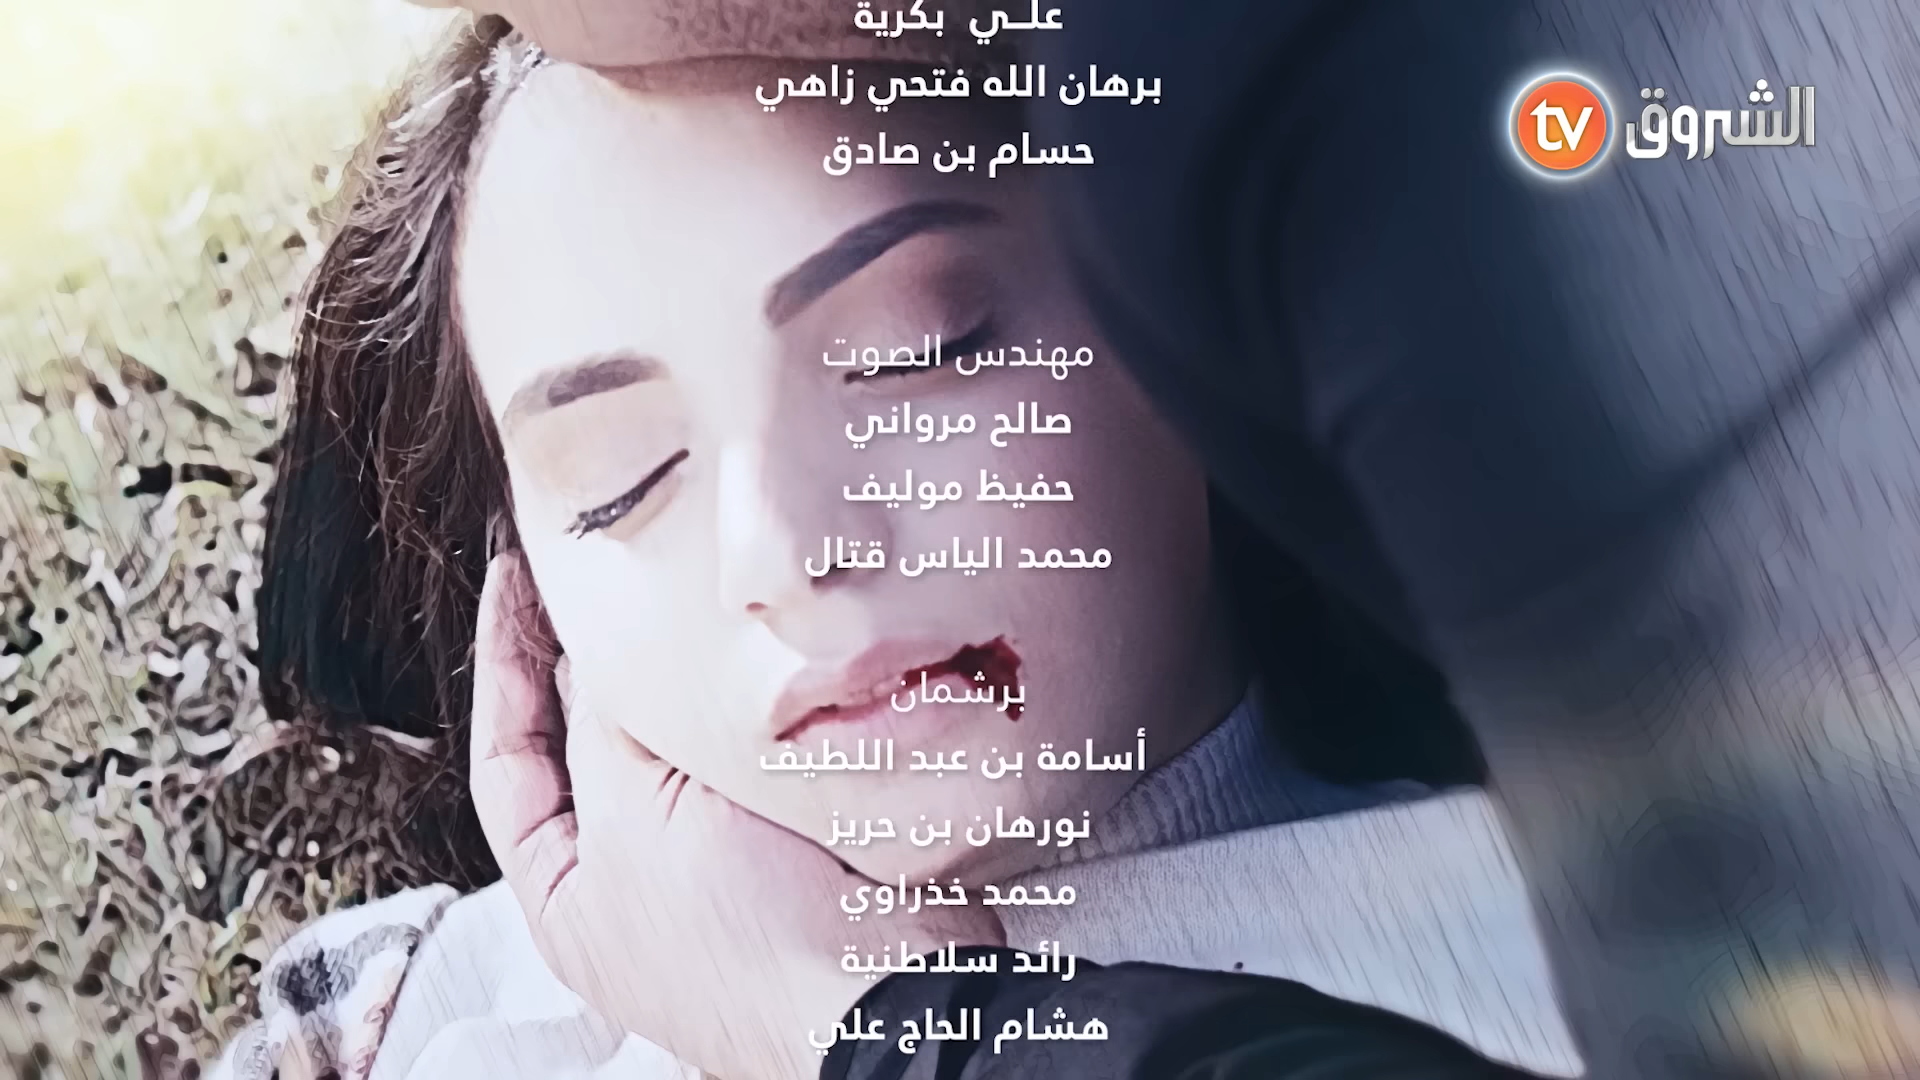 علي بكرية
برهان الله فتحي زاهي
حسام بن صادق
الشروق tv
مهندس الصوت
صالح مرواني
حفيظ موليف
محمد الياس قتال
برشمان
أسامة بن عبد اللطيف
نورهان بن حريز
محمد خذراوي
رائد سلاطنية
هشام الحاج علي